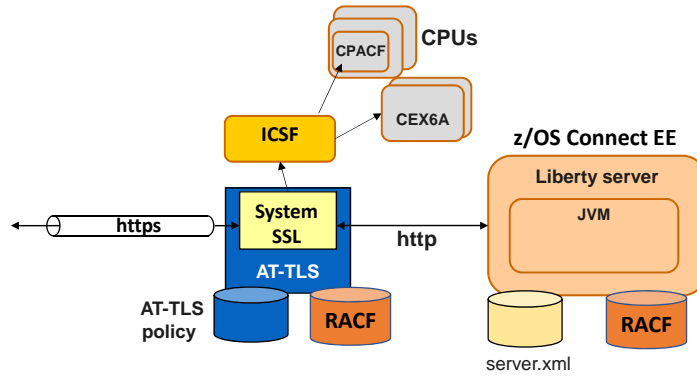 CPUs
CPACF
CEX6A
ICSF
z/OS Connect EE
Liberty server
JVM
https
System
SSL
http
AT-TLS
AT-TLS
policy
RACF
RACF
server.xml